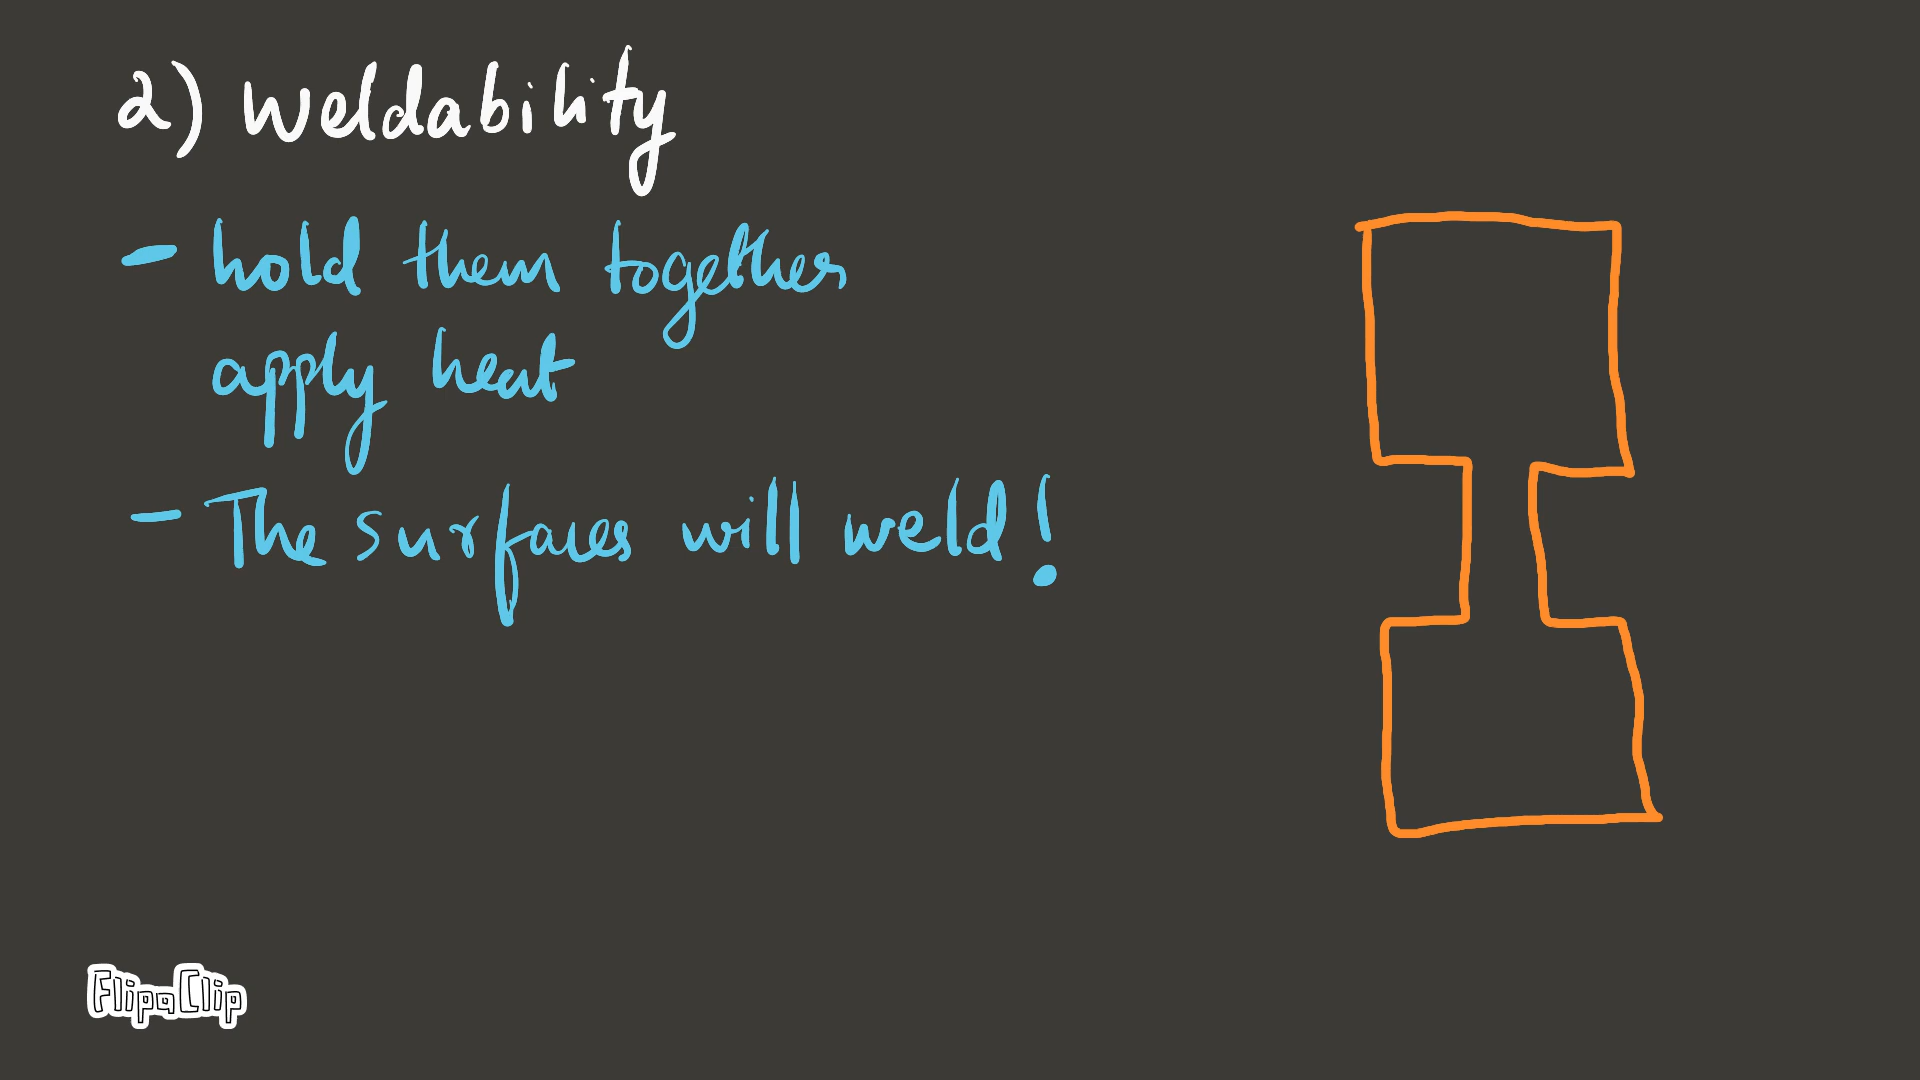 2) Weldability
- hold them together
apply heat
- The surfaces will weld!
FlipaClip